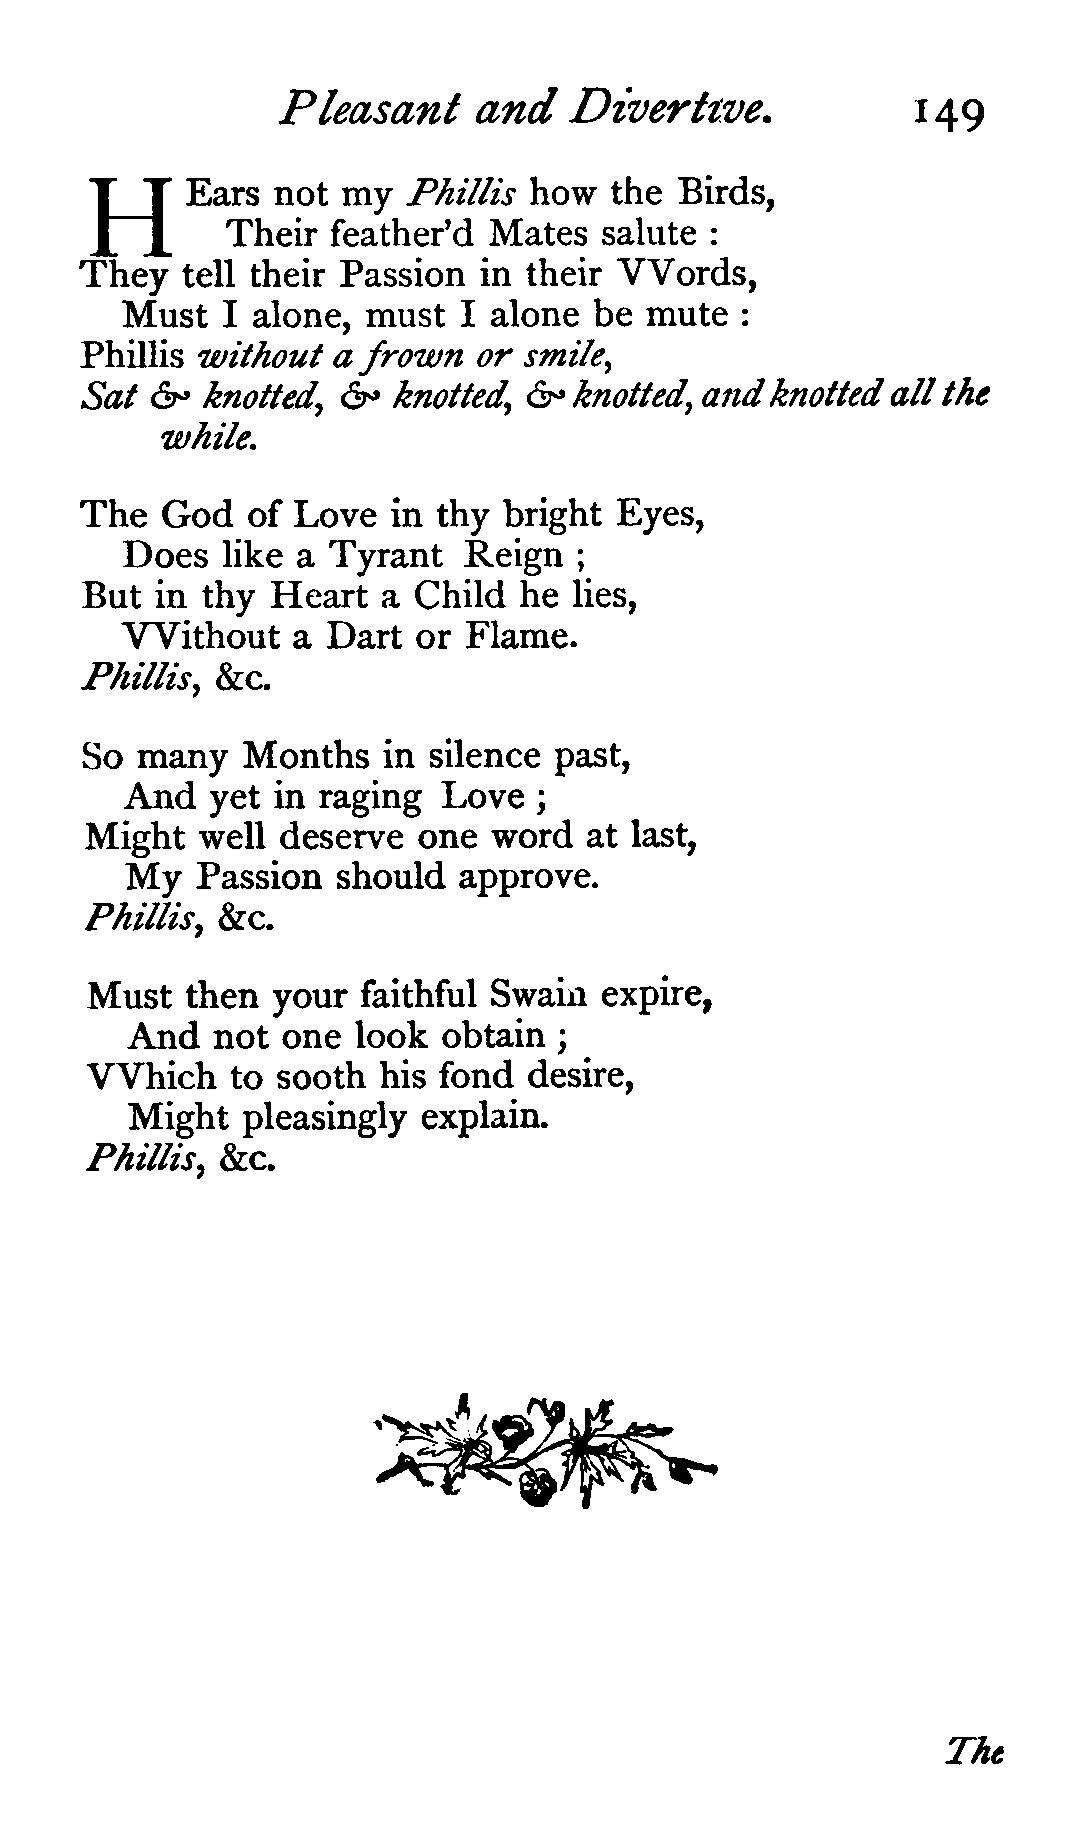 Pleasant and Divertive. 149
HEars not my Phillis how the Birds,
Their feather'd Mates salute :
They tell their Passion in their VVords,
Must I alone, must I alone be mute :
Phillis without a frown or smile,
Sat & knotted, & knotted, & knotted, and knotted all the
while.
The God of Love in thy bright Eyes,
Does like a Tyrant Reign ;
But in thy Heart a Child he lies,
VVithout a Dart or Flame.
Phillis, &c.
So many Months in silence past,
And yet in raging Love ;
Might well deserve one word at last,
My Passion should approve.
Phillis, &c.
Must then your faithful Swain expire,
And not one look obtain ;
VVhich to sooth his fond desire,
Might pleasingly explain.
Phillis, &c.
The